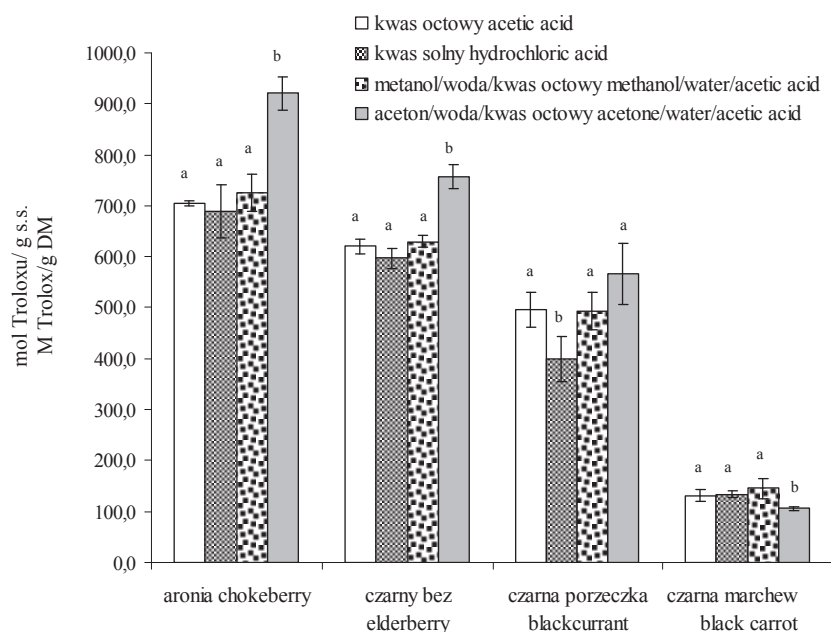 kwas octowy acetic acid
kwas solny hydrochloric acid
metanol/woda/kwas octowy methanol/water/acetic acid
aceton/woda/kwas octowy acetone/water/acetic acid
mol Troloxu/ g s.s.
M Trolox/g DM
1000,0
900,0
800,0
700,0
600,0
500,0
400,0
300,0
200,0
100,0
0,0
a
a
a
b
a
a
a
b
a
b
a
a
a
a
a
b
aronia chokeberry
czarny bez
elderberry
czarna porzeczka
blackcurrant
czarna marchew
black carrot